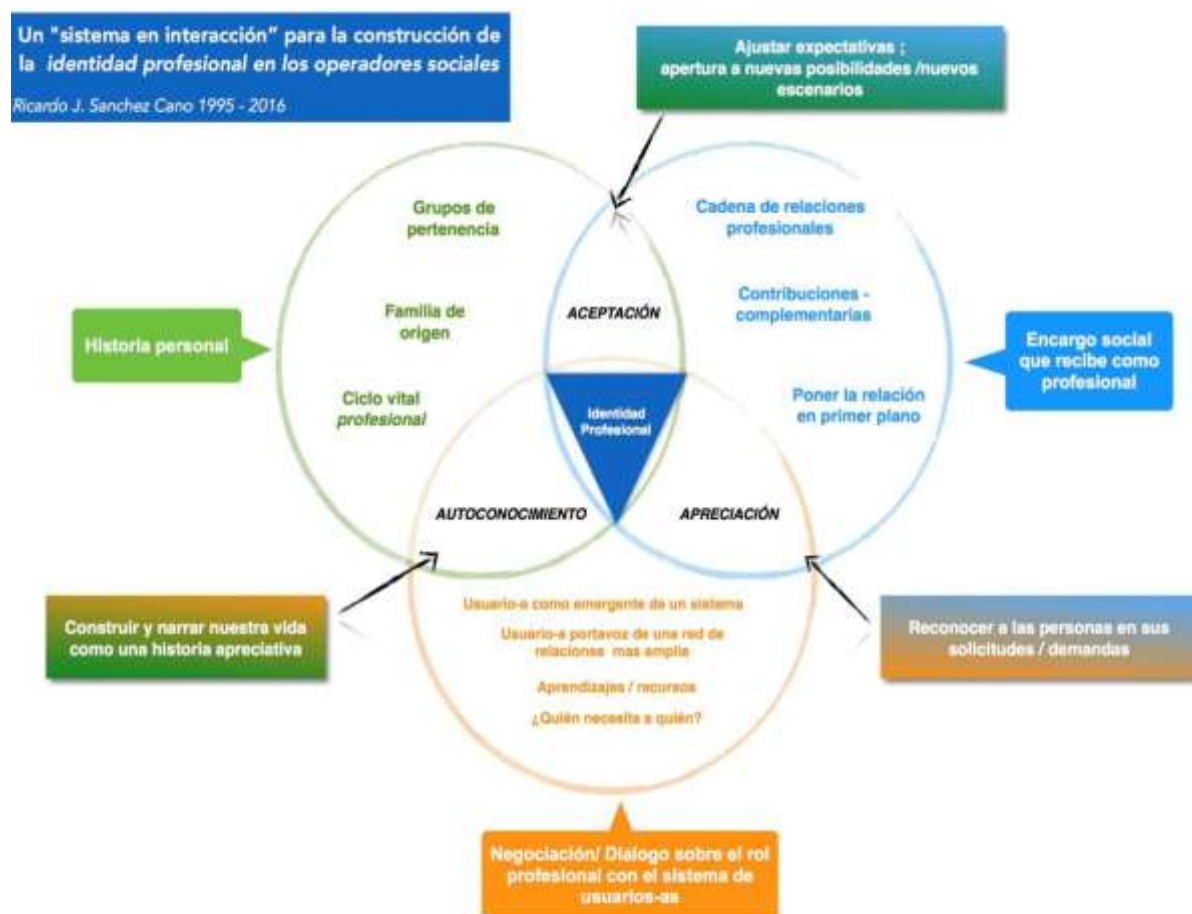 Un "sistema en interacción" para la construcción de
la identidad profesional en los operadores sociales
Ricardo J. Sanchez Cano 1995 - 2016
Ajustar expectativas ;
apertura a nuevas posibilidades /nuevos
escenarios
Grupos de
pertenencia
Familia de
origen
Ciclo vital
profesional
Historia personal
Cadena de relaciones
profesionales
Contribuciones -
complementarias
Poner la relación
en primer plano
Encargo social
que recibe como
profesional
ACEPTACIÓN
Identidad
Profesional
AUTOCONOCIMIENTO
APRECIACIÓN
Construir y narrar nuestra vida
como una historia apreciativa
Usuario-a como emergente de un sistema
Usuario-a portavoz de una red de
relaciones mas amplia
Aprendizajes / recursos
¿Quién necesita a quién?
Reconocer a las personas en sus
solicitudes / demandas
Negociación/ Dialogo sobre el rol
profesional con el sistema de
usuarios-as